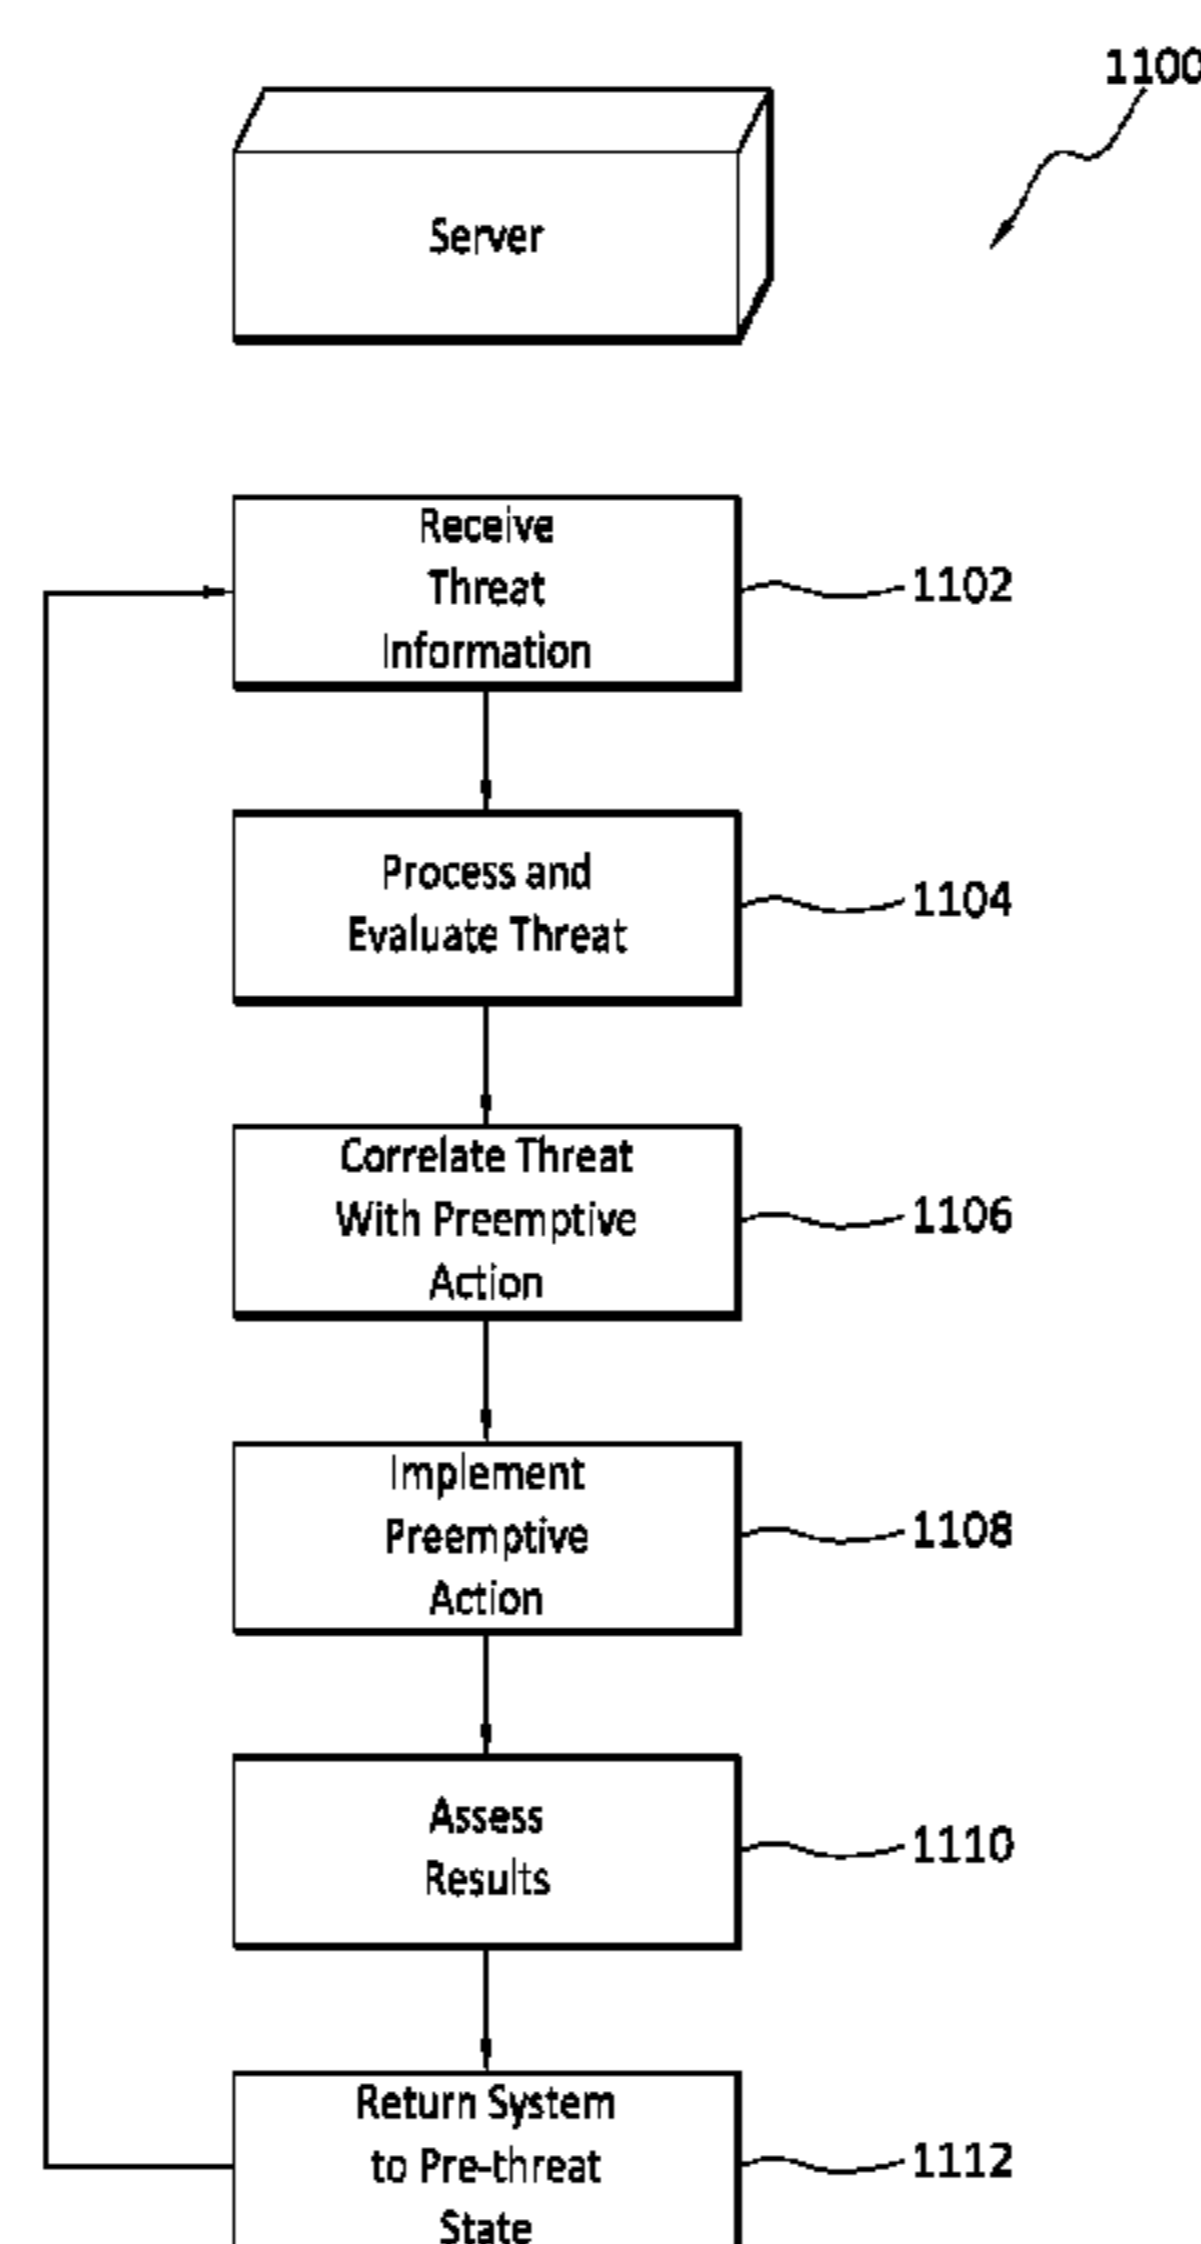 1100
Server
Receive
Threat
Information
1102
Process and
Evaluate Threat
1104
Correlate Threat
With Preemptive
Action
1106
Implement
Preemptive
Action
1108
Assess
Results
1110
Return System
to Pre-threat
State
1112